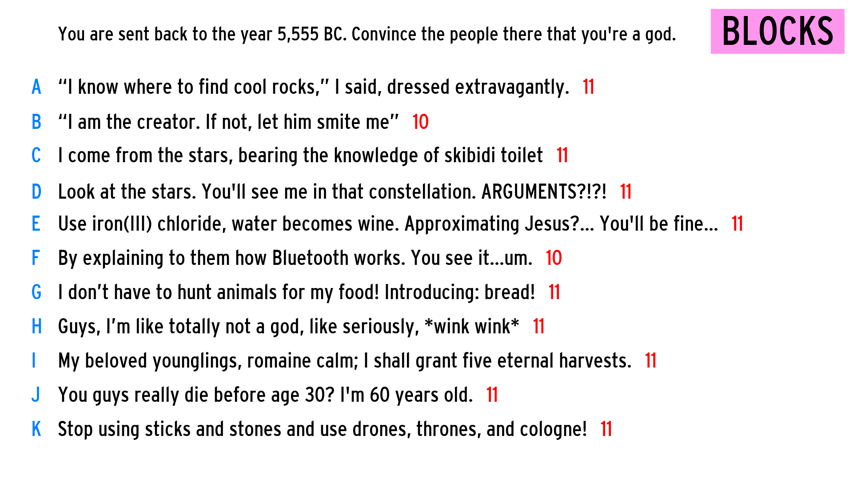 You are sent back to the year 5,555 BC. Convince the people there that you're a god.
BLOCKS
A “I know where to find cool rocks,” I said, dressed extravagantly. 11
B “I am the creator. If not, let him smite me” 10
C I come from the stars, bearing the knowledge of skibidi toilet 11
D Look at the stars. You'll see me in that constellation. ARGUMENTS?!?! 11
E Use iron(III) chloride, water becomes wine. Approximating Jesus?... You'll be fine... 11
F By explaining to them how Bluetooth works. You see it...um. 10
G I don’t have to hunt animals for my food! Introducing: bread! 11
H Guys, I’m like totally not a god, like seriously, *wink wink* 11
I My beloved younglings, romaine calm; I shall grant five eternal harvests. 11
J You guys really die before age 30? I'm 60 years old. 11
K Stop using sticks and stones and use drones, thrones, and cologne! 11